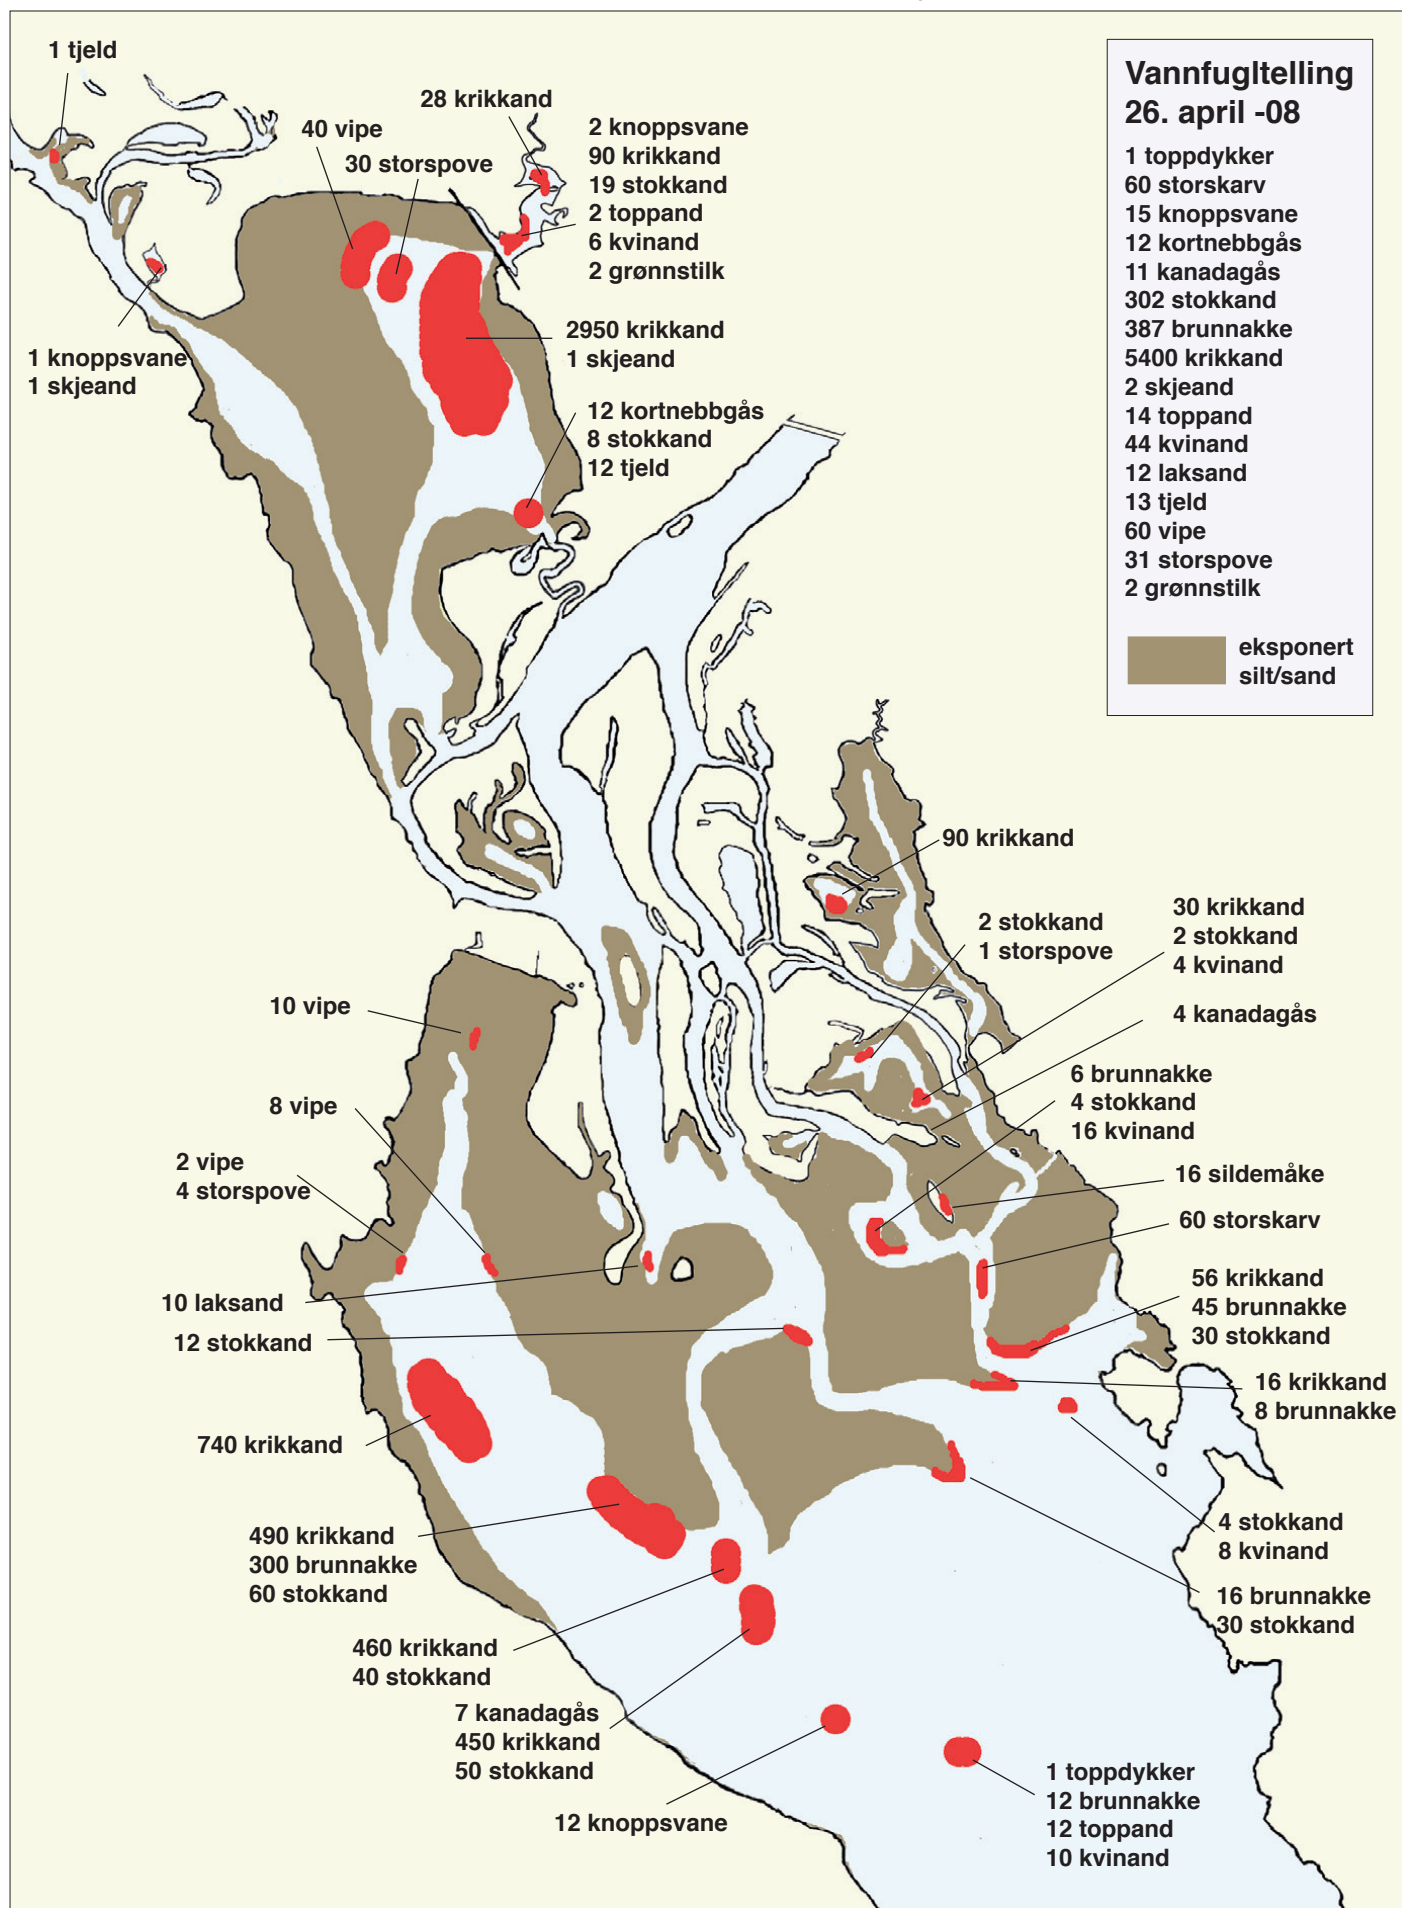 1 tjeld
28 krikkand
40 vipe
30 storspove
2 knoppsvane
90 krikkand
19 stokkand
2 toppand
6 kvinand
2 grønnstilk
Vannfugltelling
26. april -08
1 toppdykker
60 storskarv
15 knoppsvane
12 kortnebbgås
11 kanadagås
302 stokkand
387 brunnakke
5400 krikkand
2 skjeand
14 toppand
44 kvinand
12 laksand
13 tjeld
60 vipe
31 storspove
2 grønnstilk
eksponert
silt/sand
1 knoppsvane
1 skjeand
2950 krikkand
1 skjeand
12 kortnebbgås
8 stokkand
12 tjeld
90 krikkand
2 stokkand
1 storspove
30 krikkand
2 stokkand
4 kvinand
4 kanadagås
10 vipe
6 brunnakke
4 stokkand
16 kvinand
8 vipe
2 vipe
4 storspove
16 sildemåke
60 storskarv
10 laksand
12 stokkand
56 krikkand
45 brunnakke
30 stokkand
16 krikkand
8 brunnakke
740 krikkand
490 krikkand
300 brunnakke
60 stokkand
4 stokkand
8 kvinand
16 brunnakke
30 stokkand
460 krikkand
40 stokkand
7 kanadagås
450 krikkand
50 stokkand
12 knoppsvane
1 toppdykker
12 brunnakke
12 toppand
10 kvinand